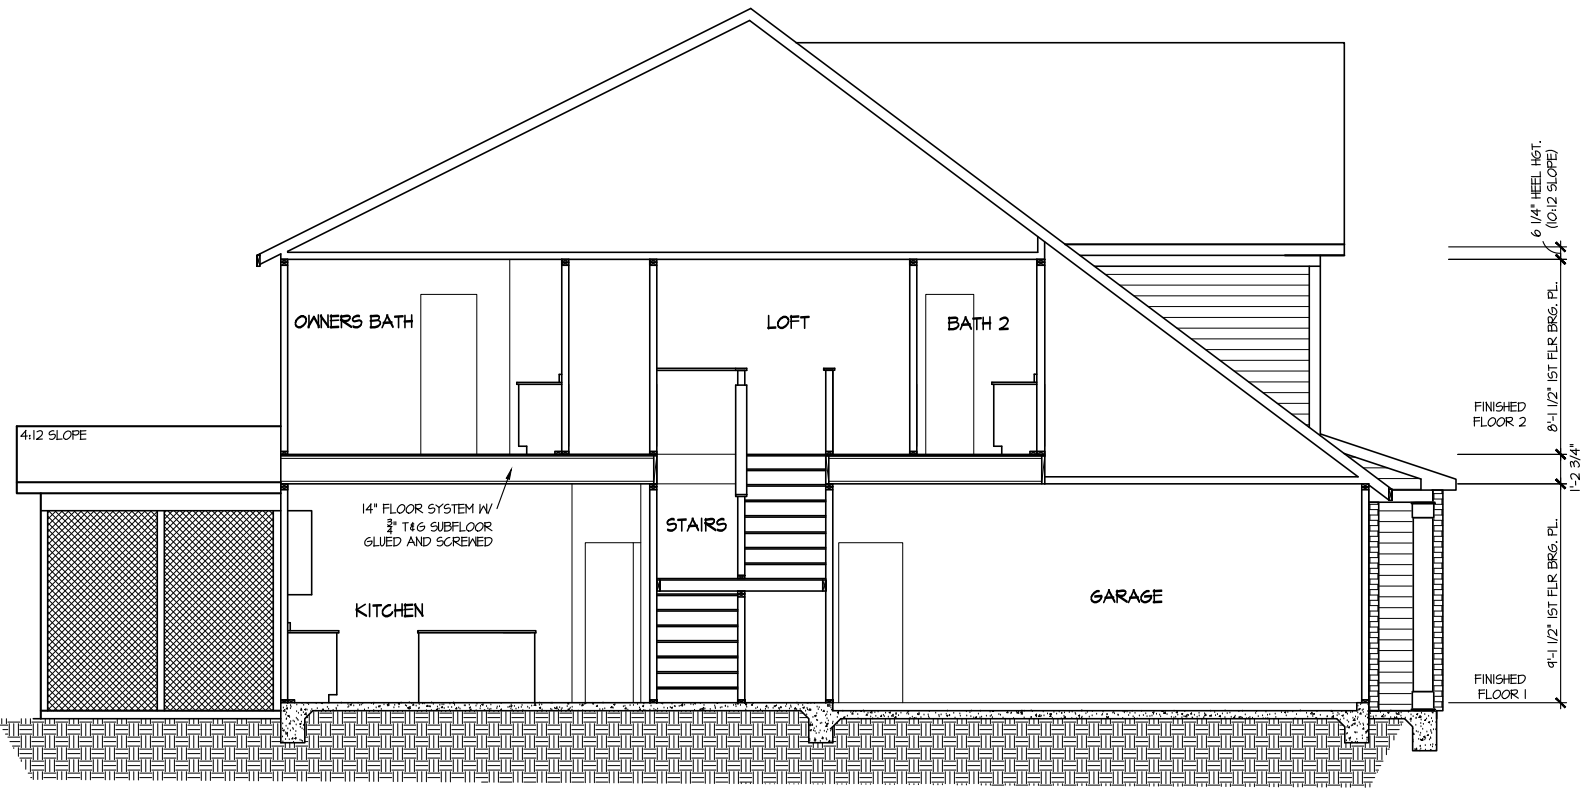 6 1/4" HEEL HGT.
(10:12 SLOPE)
OWNERS BATH
LOFT
BATH 2
8'-1 1/2" 1ST FLR BRG. PL.
FINISHED
FLOOR 2
4:12 SLOPE
1'-2 3/4"
14" FLOOR SYSTEM W/
3/4" T&G SUBFLOOR
GLUED AND SCREWED
STAIRS
KITCHEN
GARAGE
9'-1 1/2" 1ST FLR BRG. PL.
FINISHED
FLOOR 1